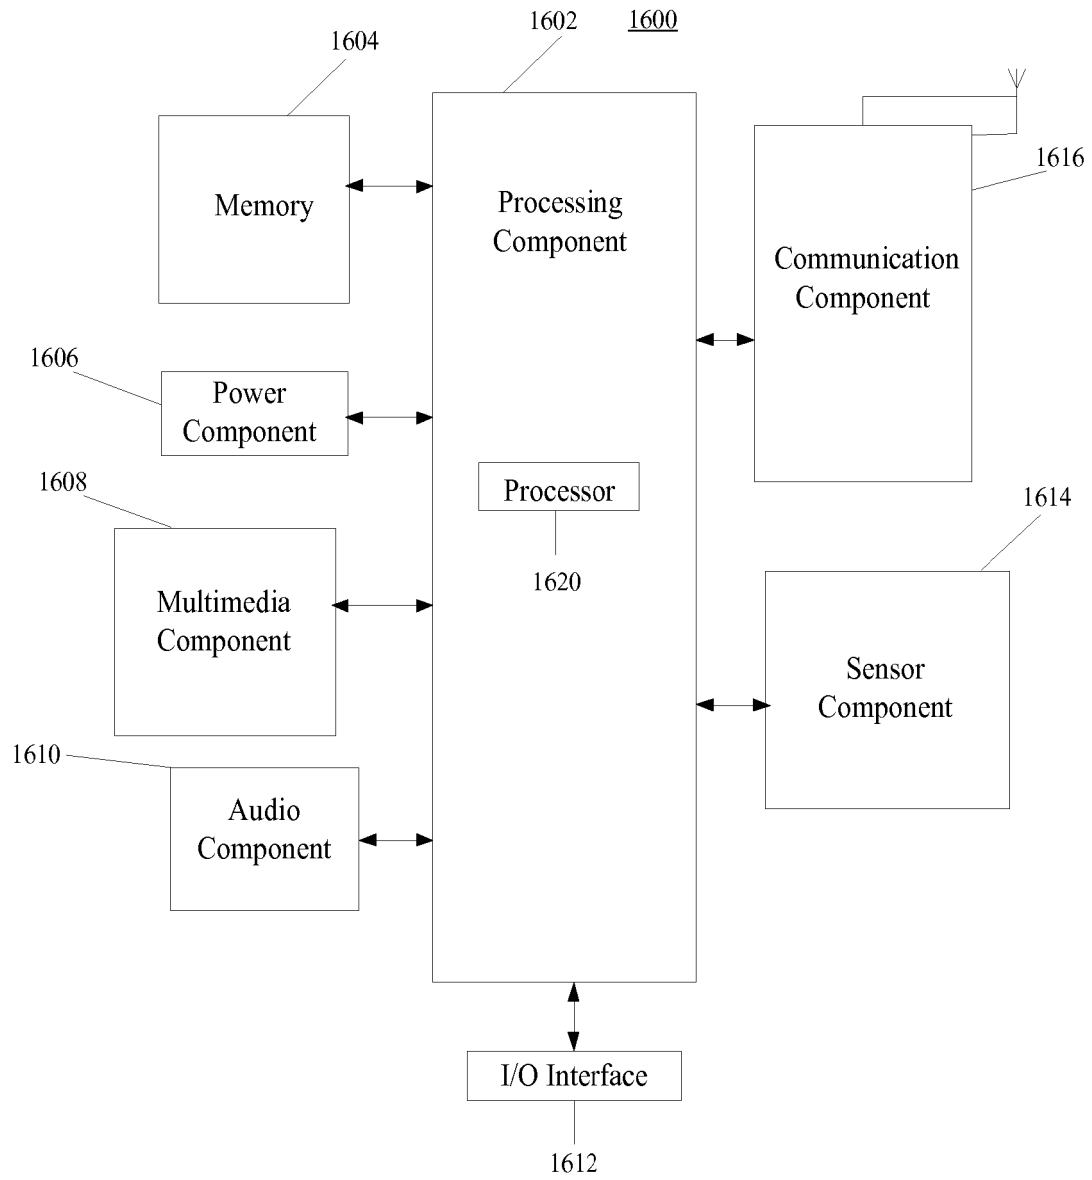 1602
1600
1604
1616
Memory
Processing
Component
Communication
Component
1606
Power
Component
1608
Processor
1614
1620
Multimedia
Component
Sensor
Component
1610
Audio
Component
I/O Interface
1612